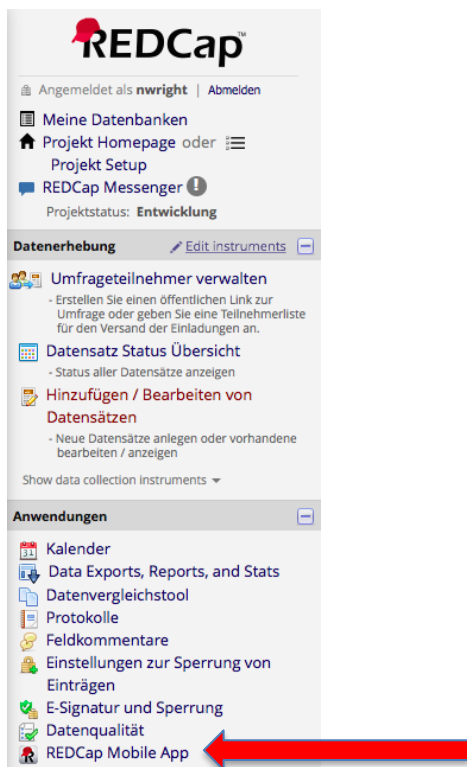 REDCap™
Angemeldet als nwright | Abmelden
Meine Datenbanken
Projekt Homepage oder
Projekt Setup
REDCap Messenger !
Projektstatus: Entwicklung
Datenerhebung Edit instruments
Umfrageteilnehmer verwalten
- Erstellen Sie einen öffentlichen Link zur
Umfrage oder geben Sie eine Teilnehmerliste
für den Versand der Einladungen an.
Datensatz Status Übersicht
- Status aller Datensätze anzeigen
Hinzufügen / Bearbeiten von
Datensätzen
- Neue Datensätze anlegen oder vorhandene
bearbeiten / anzeigen
Show data collection instruments
Anwendungen
31 Kalender
Data Exports, Reports, and Stats
Datenvergleichstool
Protokolle
Feldkommentare
Einstellungen zur Sperrung von
Einträgen
E-Signatur und Sperrung
Datenqualität
REDCap Mobile App